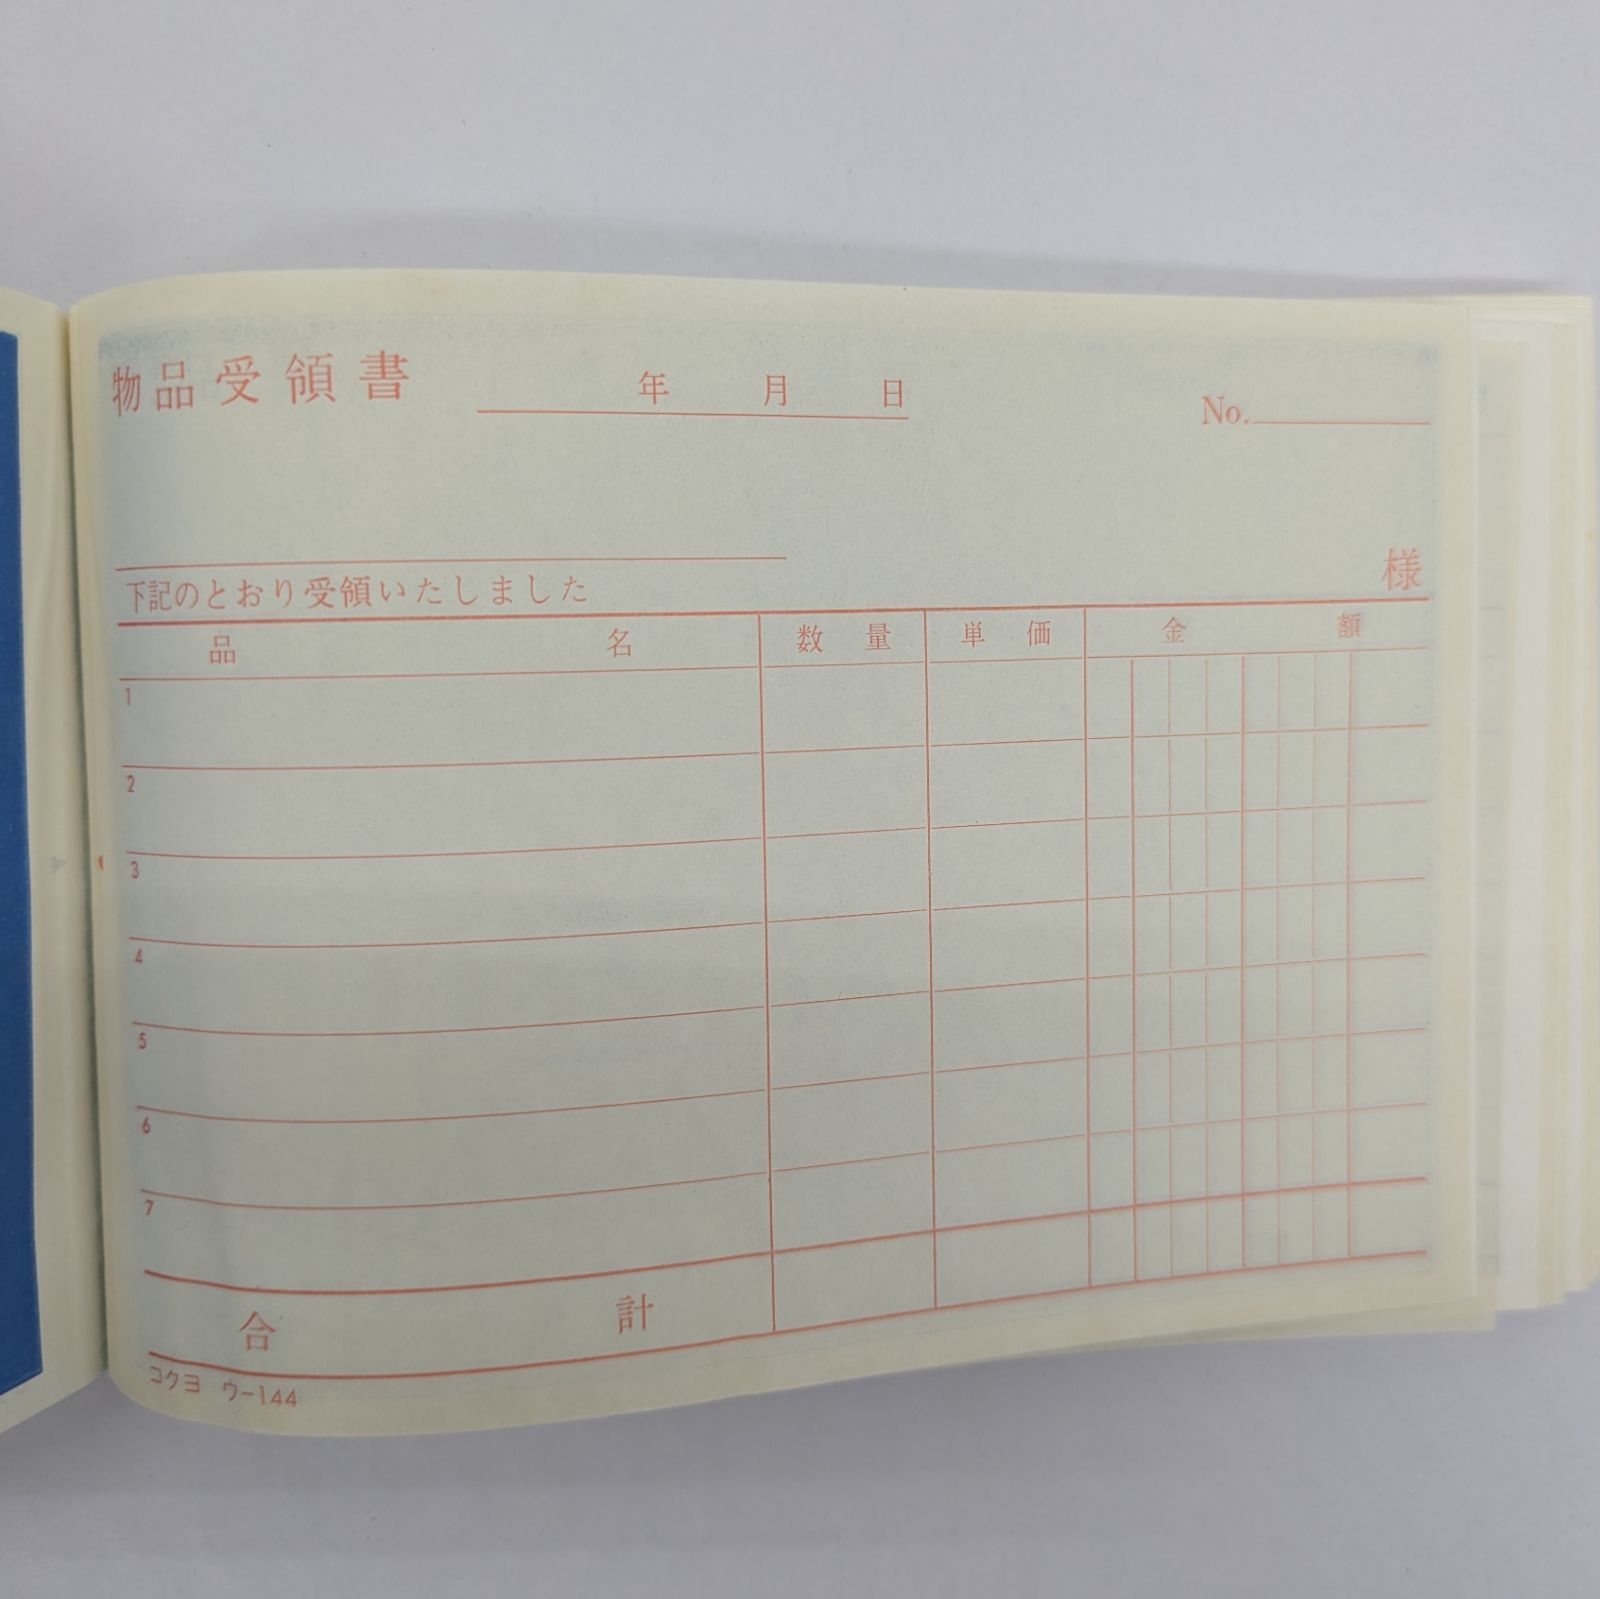 物品受領書 年 月 日 No.
様
下記のとおり受領いたしました
品名 数量 単価 金額
1
2
3
4
5
6
7
合計
コクヨ ウ-144